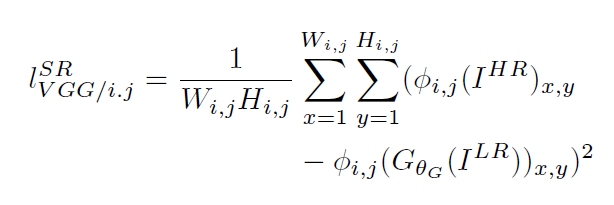 l^{SR}_{VGG/i.j} = \frac{1}{W_{i,j}H_{i,j}} \sum_{x=1}^{W_{i,j}} \sum_{y=1}^{H_{i,j}} (\phi_{i,j}(I^{HR})_{x,y}
- \phi_{i,j}(G_{\theta_G}(I^{LR}))_{x,y})^2